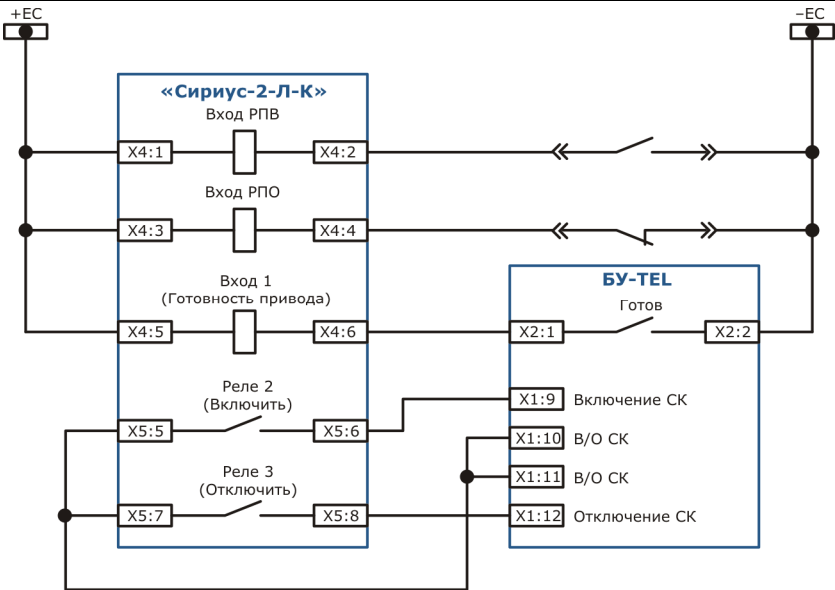 +EC
–EC
«Сириус-2-Л-К»
Вход РПВ
X4:1
X4:2
Вход РПО
X4:3
X4:4
Вход 1
(Готовность привода)
X4:5
X4:6
БУ-TEL
Готов
X2:1
X2:2
Реле 2
(Включить)
X5:5
X5:6
X1:9 Включение СК
X1:10 В/О СК
X1:11 В/О СК
Реле 3
(Отключить)
X5:7
X5:8
X1:12 Отключение СК